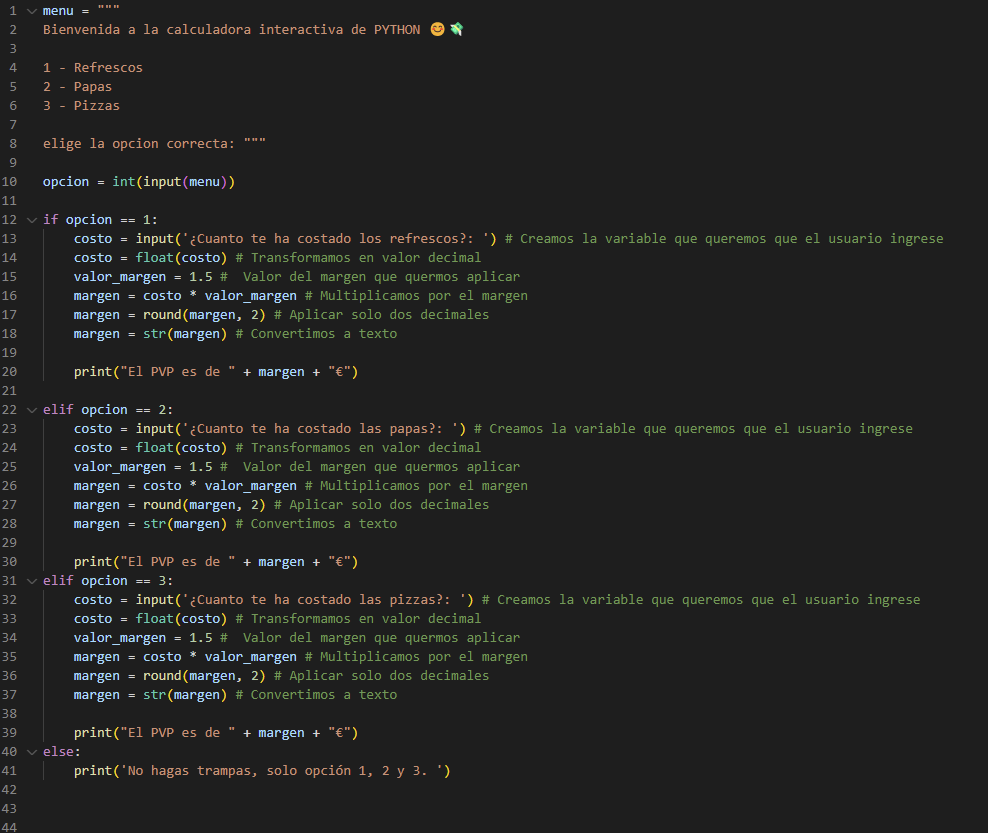 1 menu = """
2 Bienvenida a la calculadora interactiva de PYTHON 😊💸
3
4 1 - Refrescos
5 2 - Papas
6 3 - Pizzas
7
8 elige la opcion correcta: """
9
10 opcion = int(input(menu))
11
12 if opcion == 1:
13     costo = input('¿Cuanto te ha costado los refrescos?: ') # Creamos la variable que queremos que el usuario ingrese
14     costo = float(costo) # Transformamos en valor decimal
15     valor_margen = 1.5 #  Valor del margen que quermos aplicar
16     margen = costo * valor_margen # Multiplicamos por el margen
17     margen = round(margen, 2) # Aplicar solo dos decimales
18     margen = str(margen) # Convertimos a texto
19
20     print("El PVP es de " + margen + "€")
21
22 elif opcion == 2:
23     costo = input('¿Cuanto te ha costado las papas?: ') # Creamos la variable que queremos que el usuario ingrese
24     costo = float(costo) # Transformamos en valor decimal
25     valor_margen = 1.5 #  Valor del margen que quermos aplicar
26     margen = costo * valor_margen # Multiplicamos por el margen
27     margen = round(margen, 2) # Aplicar solo dos decimales
28     margen = str(margen) # Convertimos a texto
29
30     print("El PVP es de " + margen + "€")
31 elif opcion == 3:
32     costo = input('¿Cuanto te ha costado las pizzas?: ') # Creamos la variable que queremos que el usuario ingrese
33     costo = float(costo) # Transformamos en valor decimal
34     valor_margen = 1.5 #  Valor del margen que quermos aplicar
35     margen = costo * valor_margen # Multiplicamos por el margen
36     margen = round(margen, 2) # Aplicar solo dos decimales
37     margen = str(margen) # Convertimos a texto
38
39     print("El PVP es de " + margen + "€")
40 else:
41     print('No hagas trampas, solo opción 1, 2 y 3. ')
42
43
44